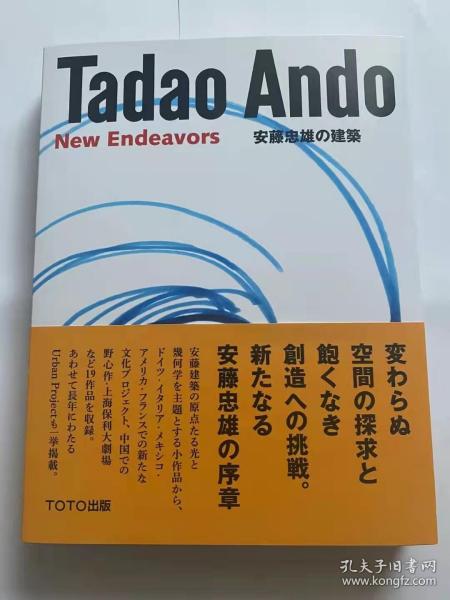 Tadao Ando
New Endeavors
安藤忠雄の建築
変わらぬ
空間の探求と
飽くなき
創造への挑戦。
新たなる
安藤忠雄の序章
安藤建築の原点たる光と
幾何学を主題とする小作品から、
ドイツ・イタリア・メキシコ・
アメリカ・フランスでの新たな
文化プロジェクト、中国での
野心作・上海保利大劇場
など19作品を収録。
あわせて長年にわたる
Urban Projectも一挙掲載。
TOTO出版
孔夫子旧书网
www.kongfz.com